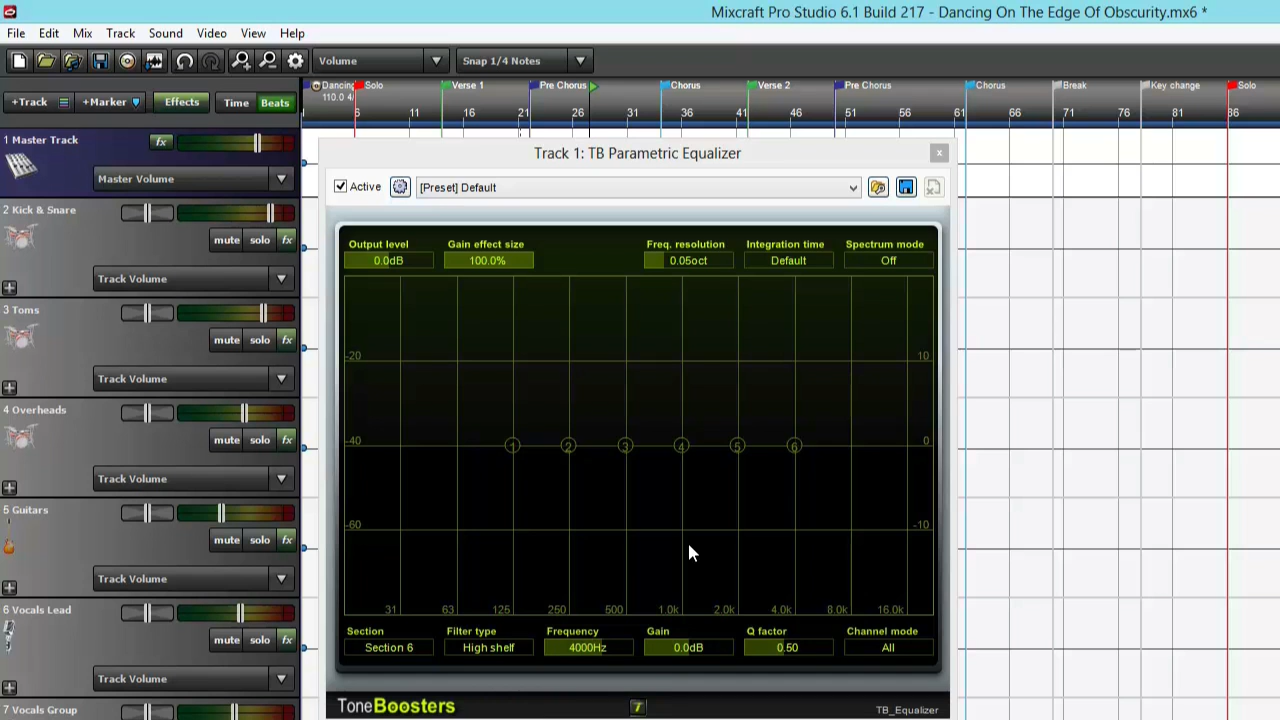 Mixcraft Pro Studio 6.1 Build 217 - Dancing On The Edge Of Obscurity.mx6 *
File Edit Mix Track Sound Video View Help
Volume Snap 1/4 Notes
+Track +Marker Effects Time Beats
Dancing Solo Verse 1 Pre Chorus Chorus Verse 2 Pre Chorus Chorus Break Key change Solo
110.0 4/
6 11 16 21 26 31 36 41 46 51 56 61 66 71 76 81 86
1 Master Track fx
Master Volume
2 Kick & Snare
mute solo fx
Track Volume
3 Toms
mute solo fx
Track Volume
4 Overheads
mute solo fx
Track Volume
5 Guitars
mute solo fx
Track Volume
6 Vocals Lead
mute solo fx
Track Volume
7 Vocals Group
Track 1: TB Parametric Equalizer
x
Active [Preset] Default
Output level Gain effect size Freq. resolution Integration time Spectrum mode
0.0dB 100.0% 0.05oct Default Off
-20 10
-40 1 2 3 4 5 6 0
-60 -10
31 63 125 250 500 1.0k 2.0k 4.0k 8.0k 16.0k
Section Filter type Frequency Gain Q factor Channel mode
Section 6 High shelf 4000Hz 0.0dB 0.50 All
ToneBoosters T TB_Equalizer